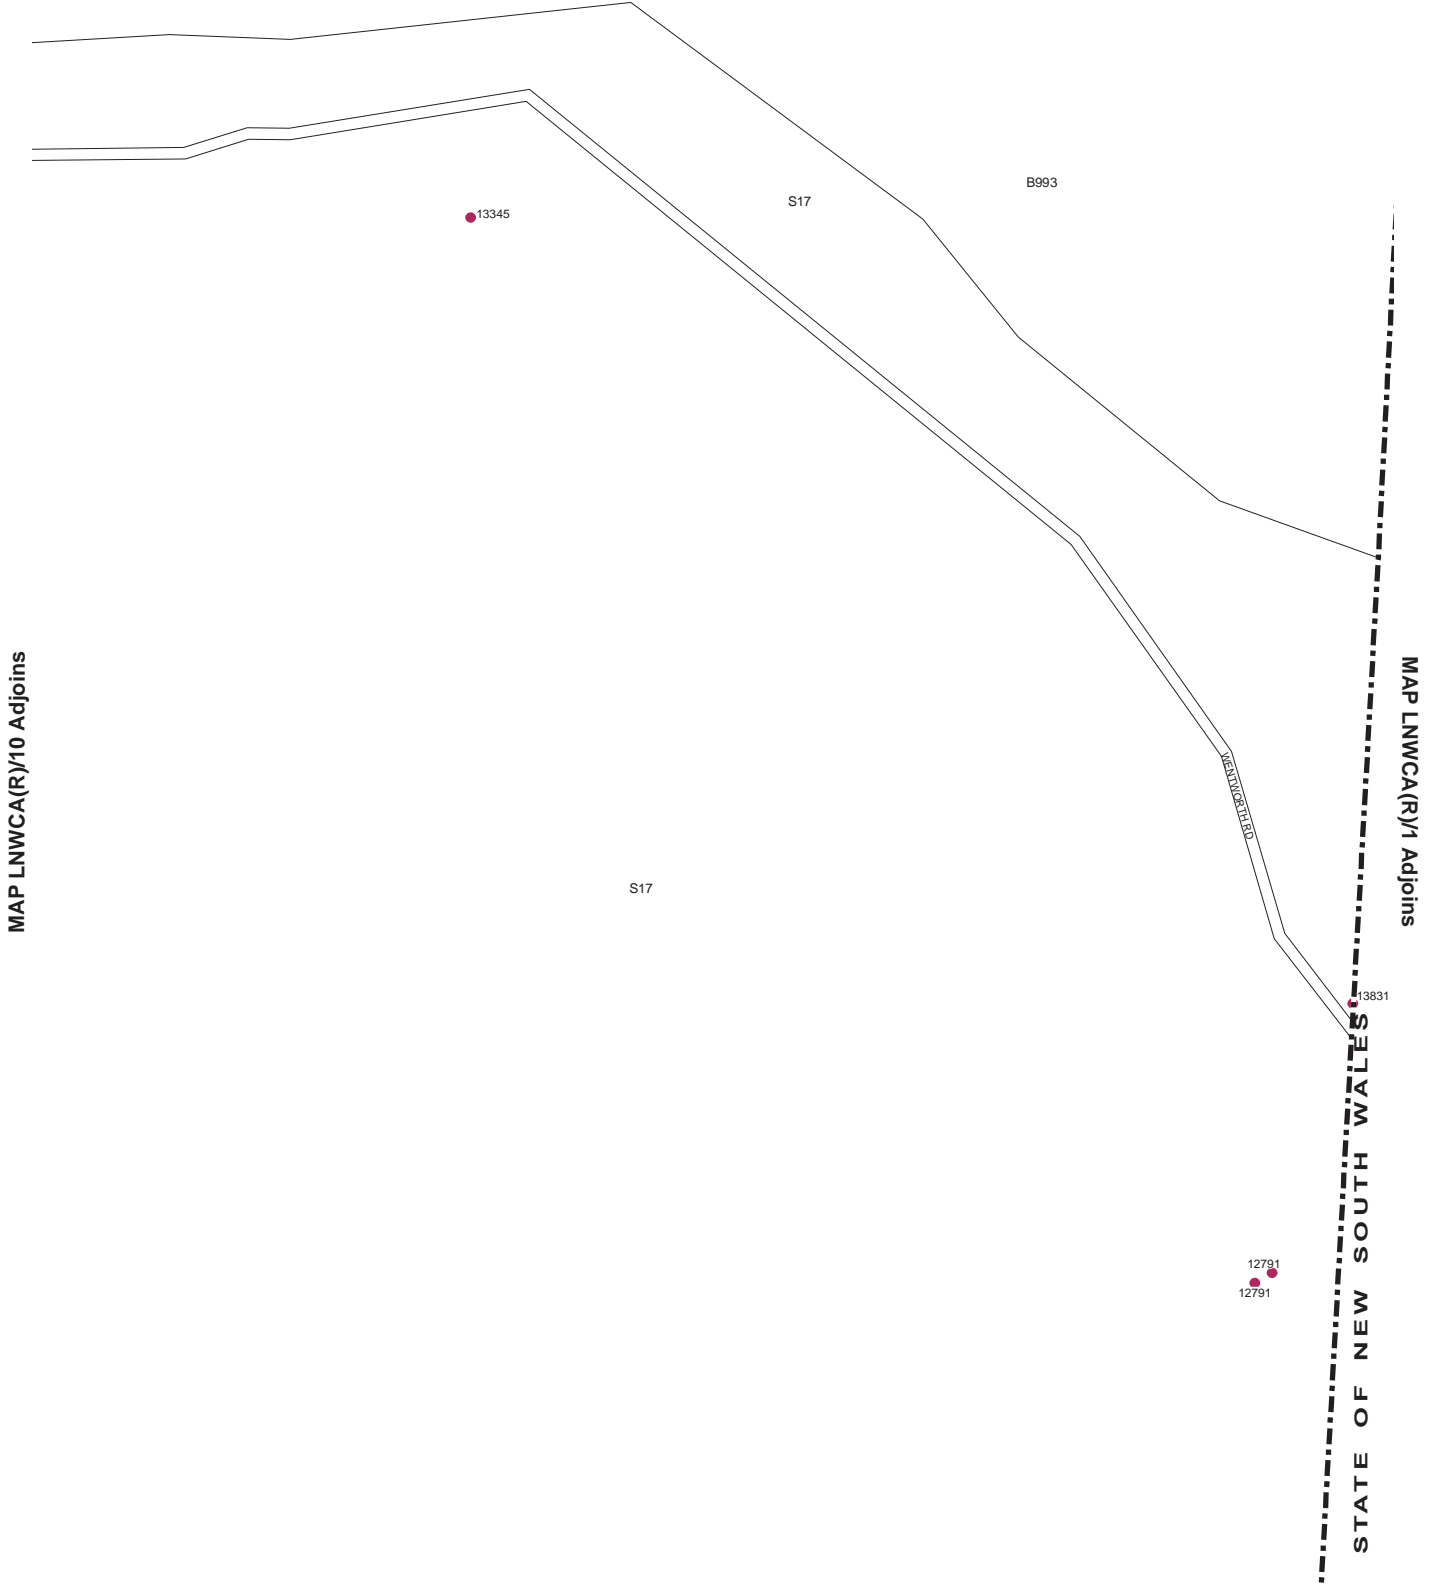 B993
S17
13345
MAP LNWCA(R)/10 Adjoins
MAP LNWCA(R)/1 Adjoins
WENTWORTH RD
S17
13831
STATE OF NEW SOUTH WALES
12791
12791